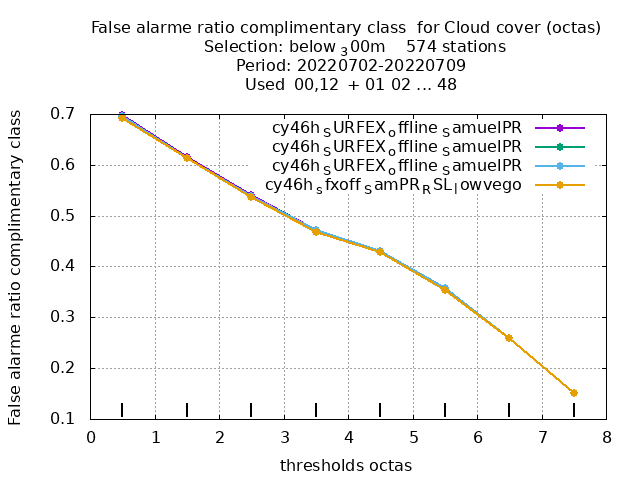 False alarme ratio complimentary class  for Cloud cover (octas)
Selection: below ₃00m    574 stations
Period: 20220702-20220709
Used  00,12  + 01 02 ... 48
False alarme ratio complimentary class
0.7
0.6
0.5
0.4
0.3
0.2
0.1
cy46h_SURFEX_offline_SamueIPR
cy46h_SURFEX_offline_SamueIPR
cy46h_SURFEX_offline_SamueIPR
cy46h_sfxoff_SamPR_RSL_lowvego
0 1 2 3 4 5 6 7 8
thresholds octas